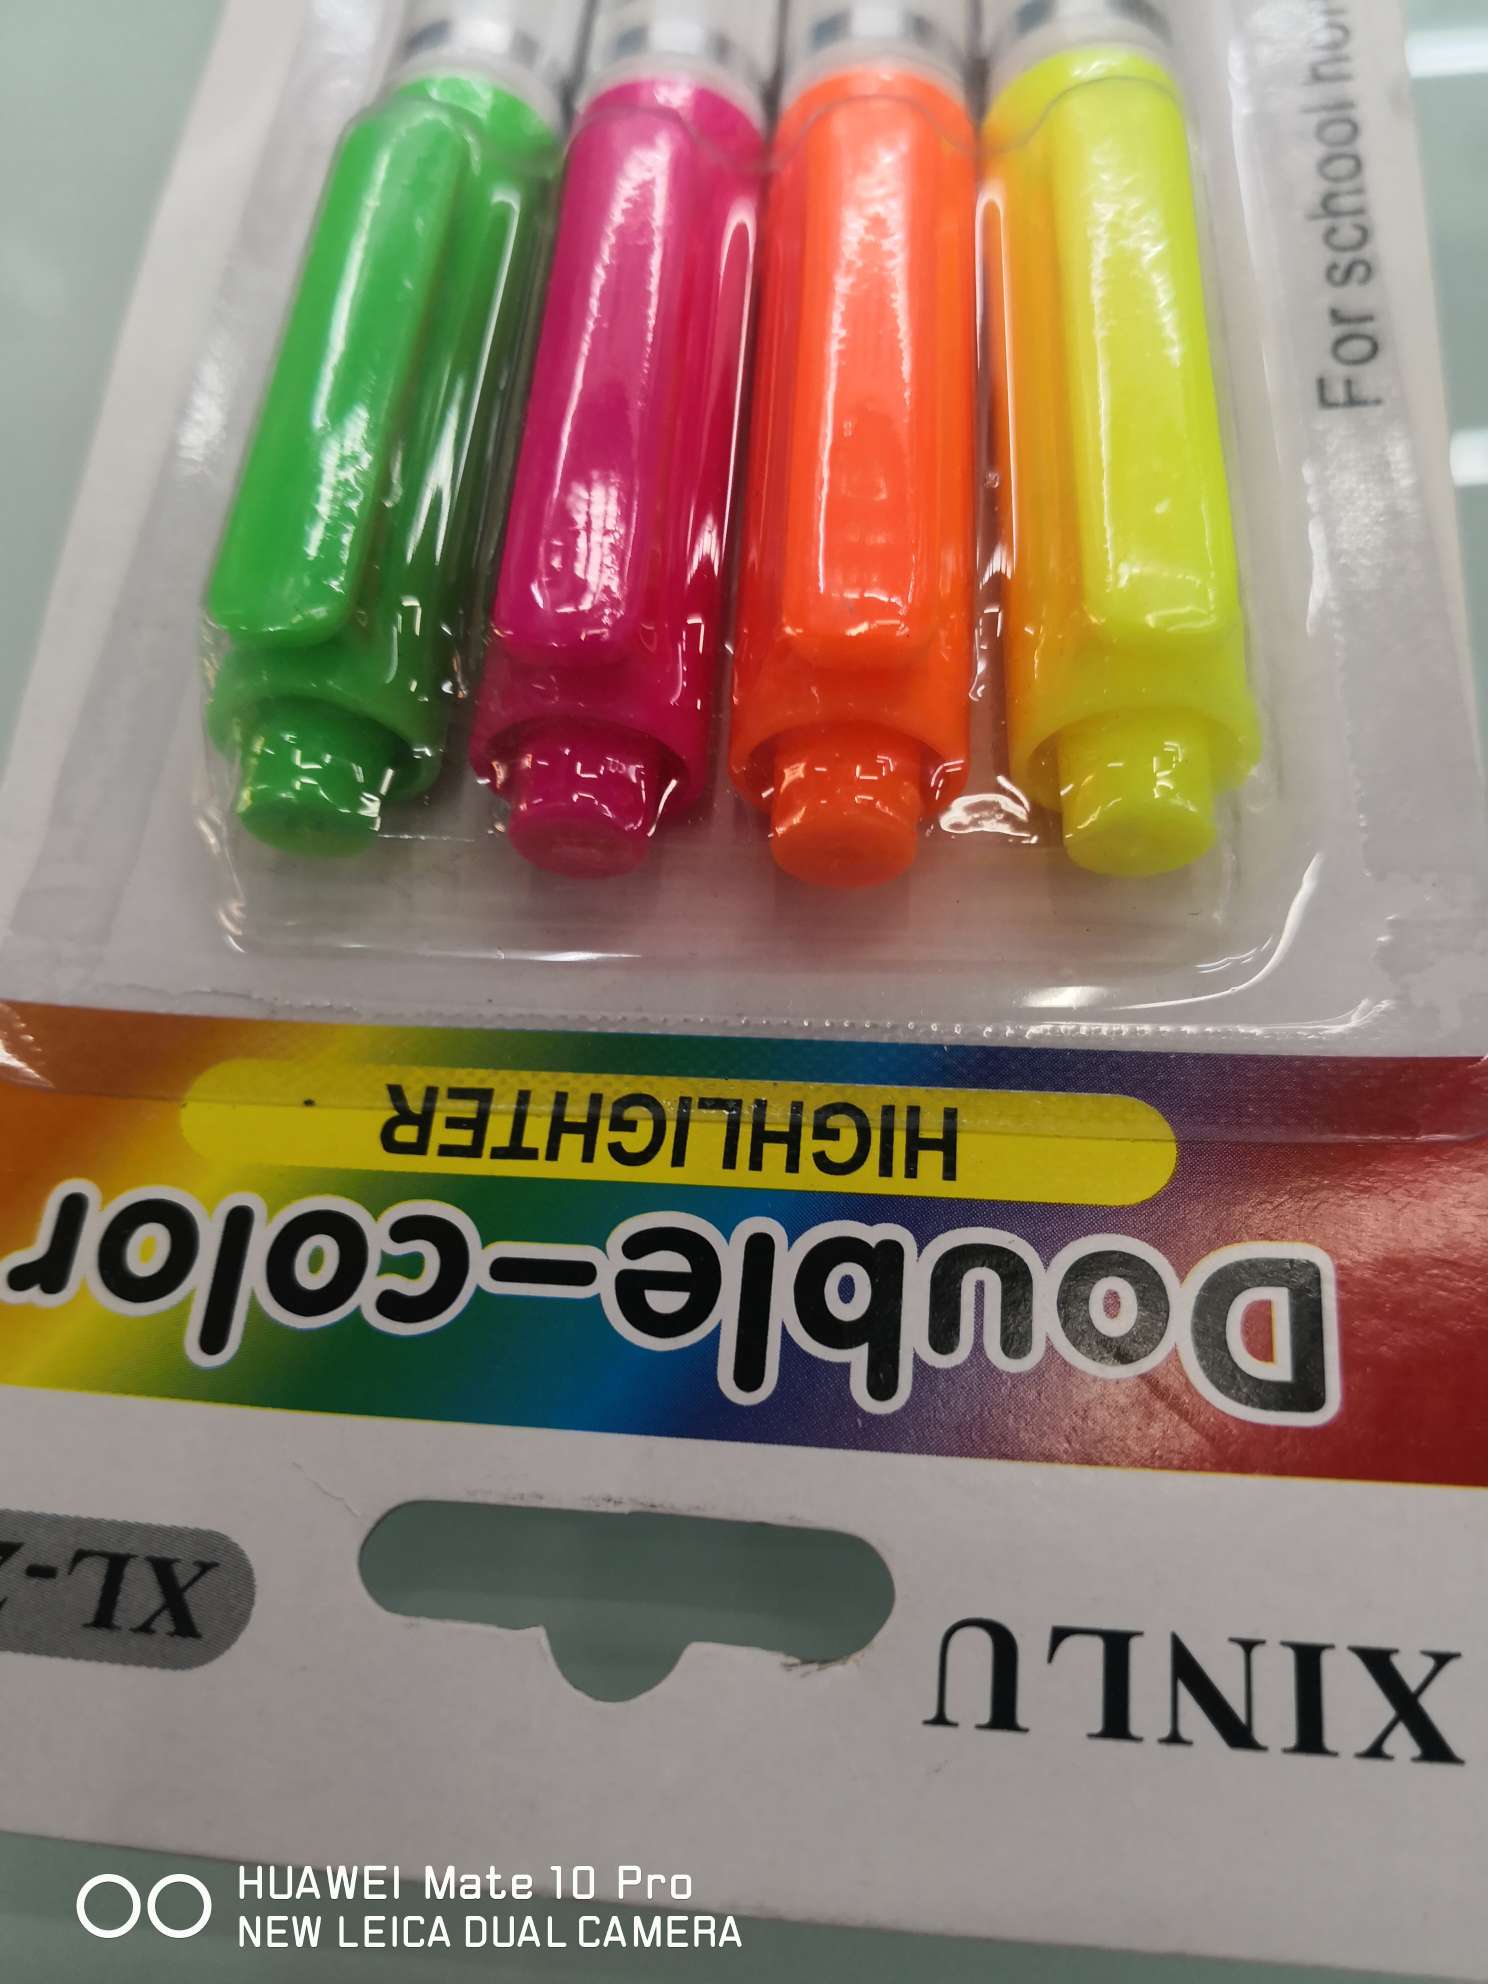 XINLU
XL-
Double-color
HIGHLIGHTER
For school
HUAWEI Mate 10 Pro
NEW LEICA DUAL CAMERA